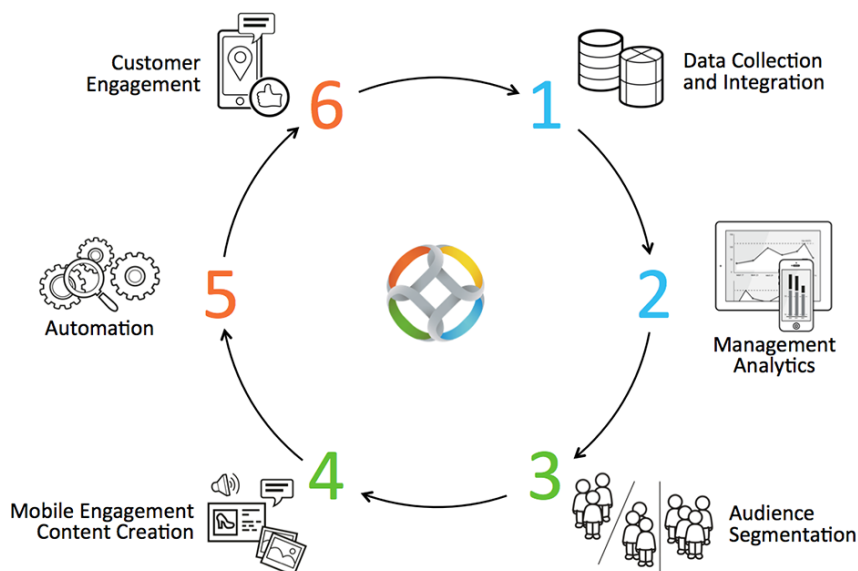 1
Data Collection
and Integration
2
Management
Analytics
3
Audience
Segmentation
4
Mobile Engagement
Content Creation
5
Automation
6
Customer
Engagement